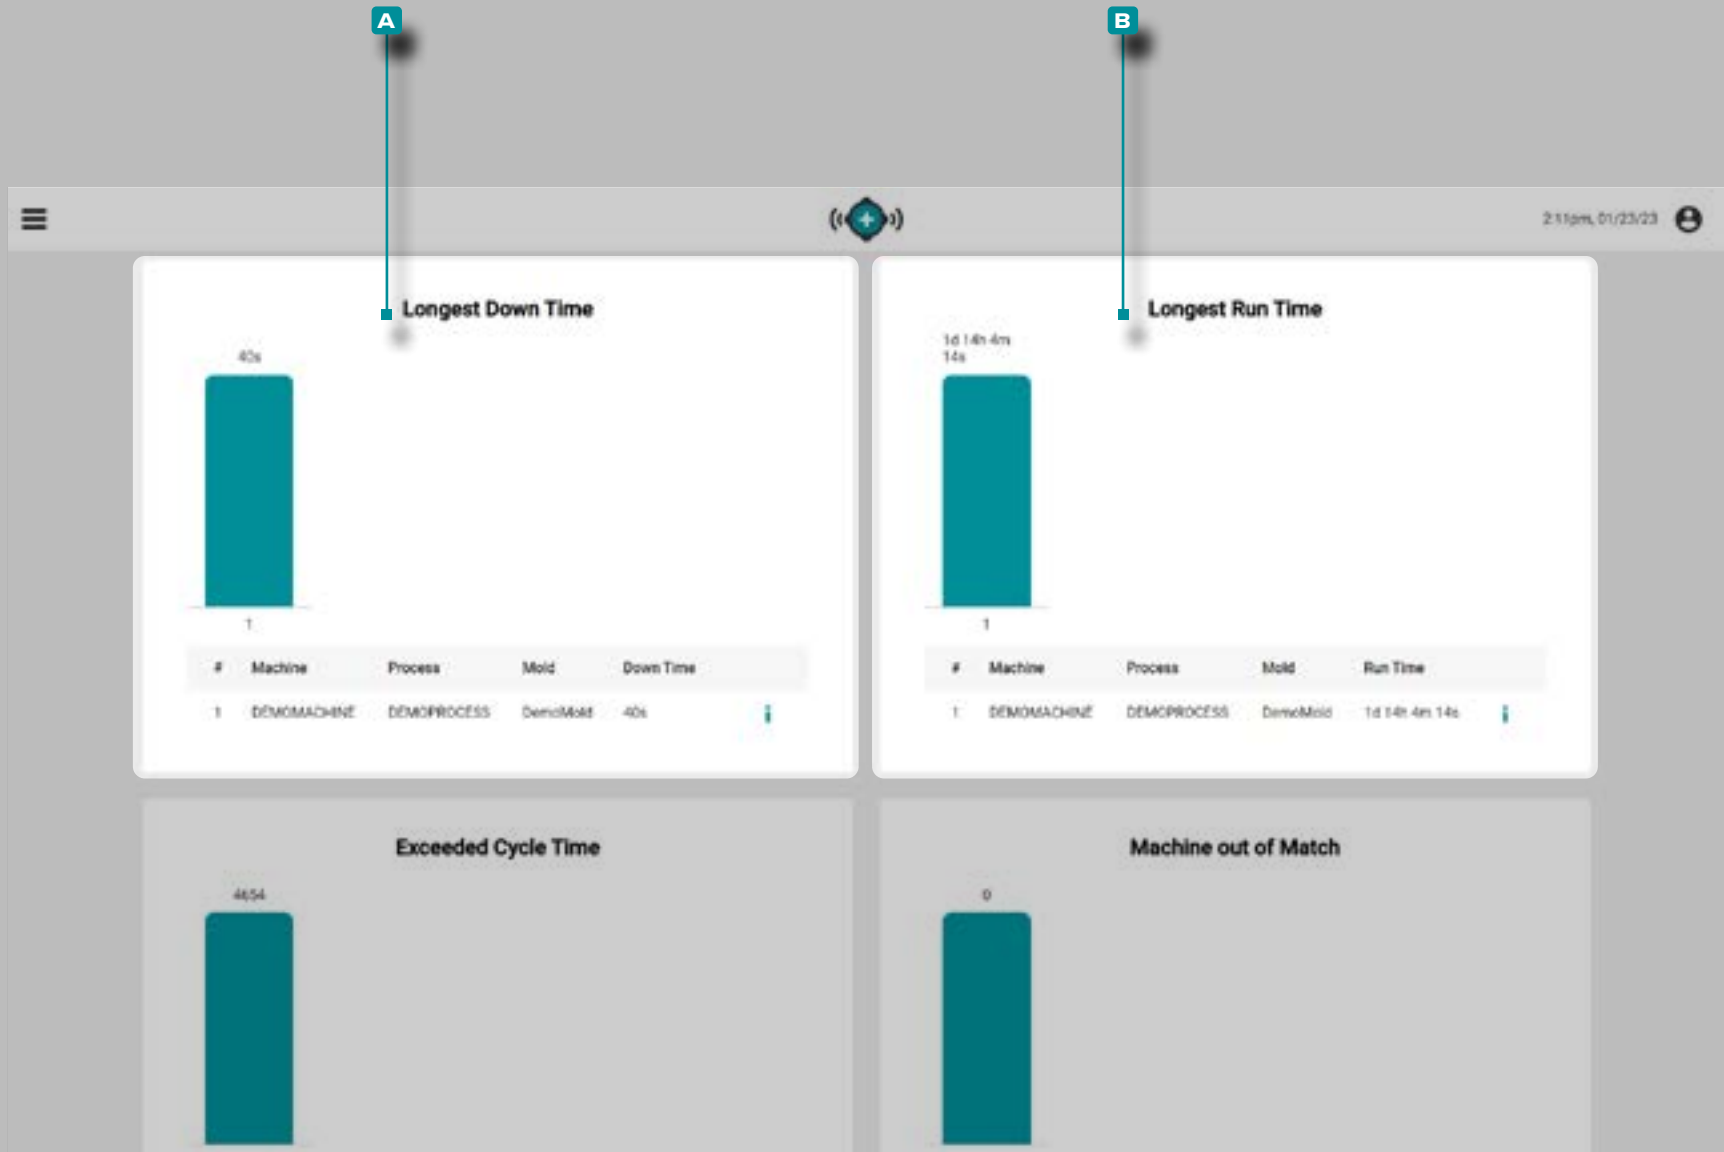 A
B
2:11pm, 01/23/23
Longest Down Time
40s
1
# Machine Process Mold Down Time
1 DEMOMACHINE DEMOPROCESS DemoMold 40s
Longest Run Time
1d 14h 4m
14s
1
# Machine Process Mold Run Time
1 DEMOMACHINE DEMOPROCESS DemoMold 1d 14h 4m 14s
Exceeded Cycle Time
4654
Machine out of Match
0